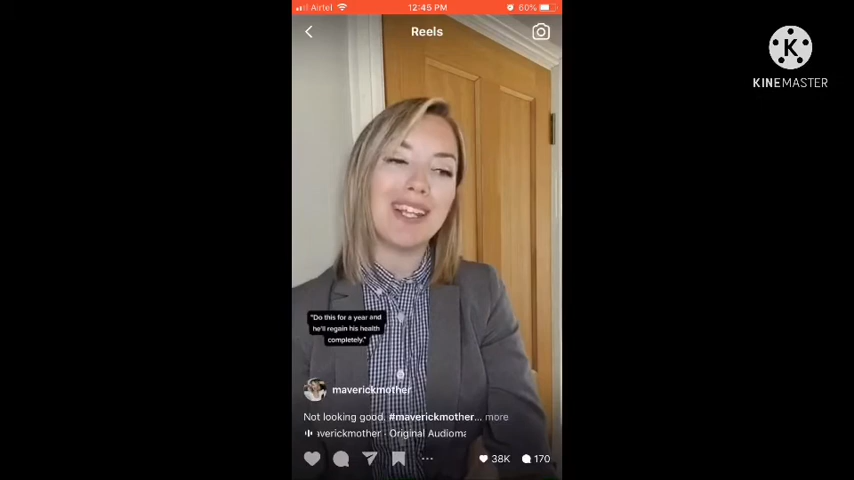 Airtel
12:45 PM
60%
Reels
K
KINEMASTER
"Do this for a year and
he'll regain his health
completely."
maverickmother
Not looking good. #maverickmother... more
averickmother · Original Audioma
38K
170